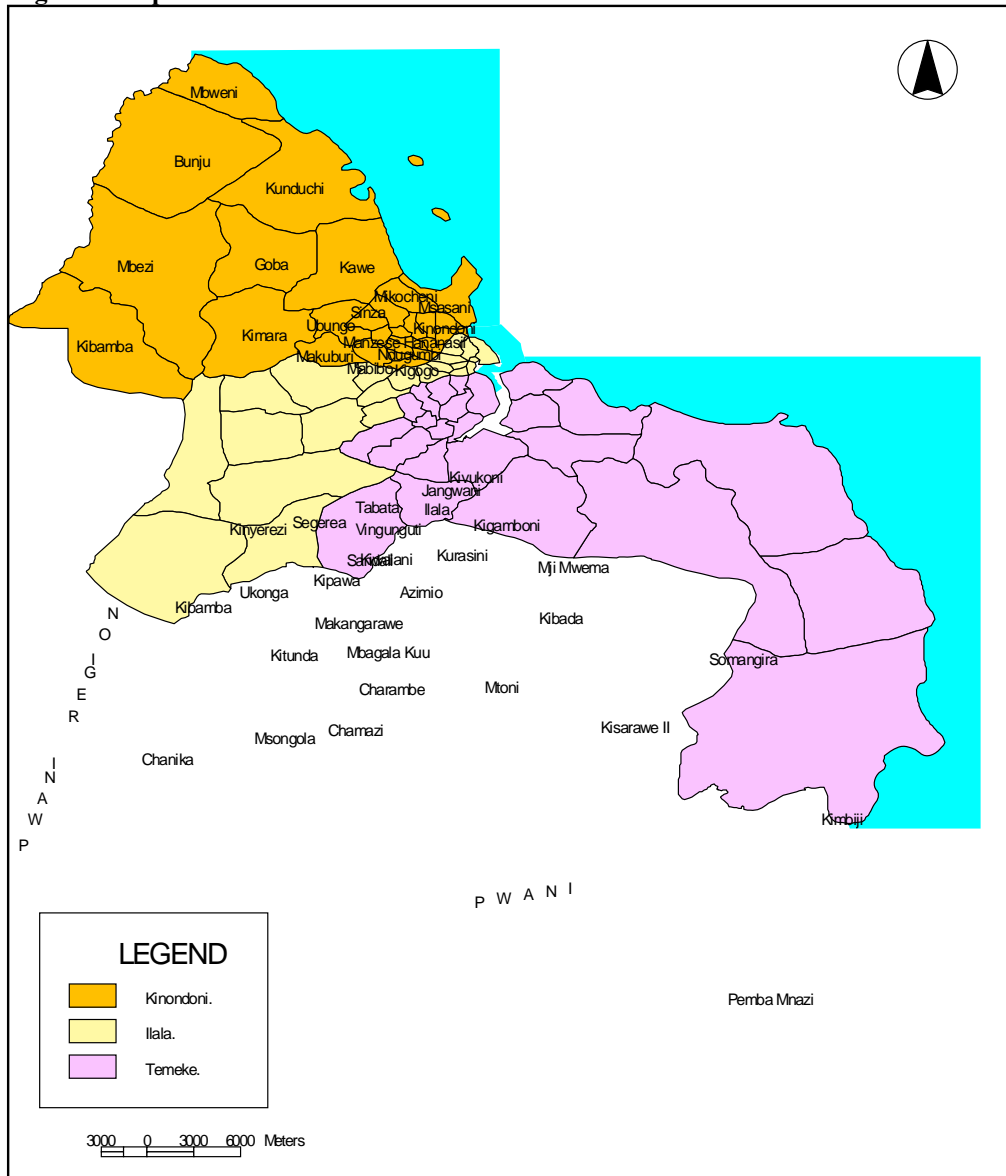 Mbweni
Bunju
Kunduchi
Mbezi
Goba
Kawe
Mikocheni
Msasani
Sinza
Ubungo
Kinondoni
Kimara
Manzese Hananasif
Kibamba
Makuburi
Ndugumbi
Mabibo
Kigogo
Kivukoni
Jangwani
Tabata
Ilala
Segerea
Kinyerezi
Vingunguti
Kigamboni
Kurasini
Mji Mwema
Kipawa
Ukonga
Azimio
Kibamba
Makangarawe
Kibada
Kitunda
Mbagala Kuu
Somangira
Charambe
Mtoni
Chamazi
Msongola
Kisarawe II
Chanika
Kimbiji
PWANI REGION
PWANI
Pemba Mnazi
LEGEND
Kinondoni.
Ilala.
Temeke.
3000 0 3000 6000 Meters